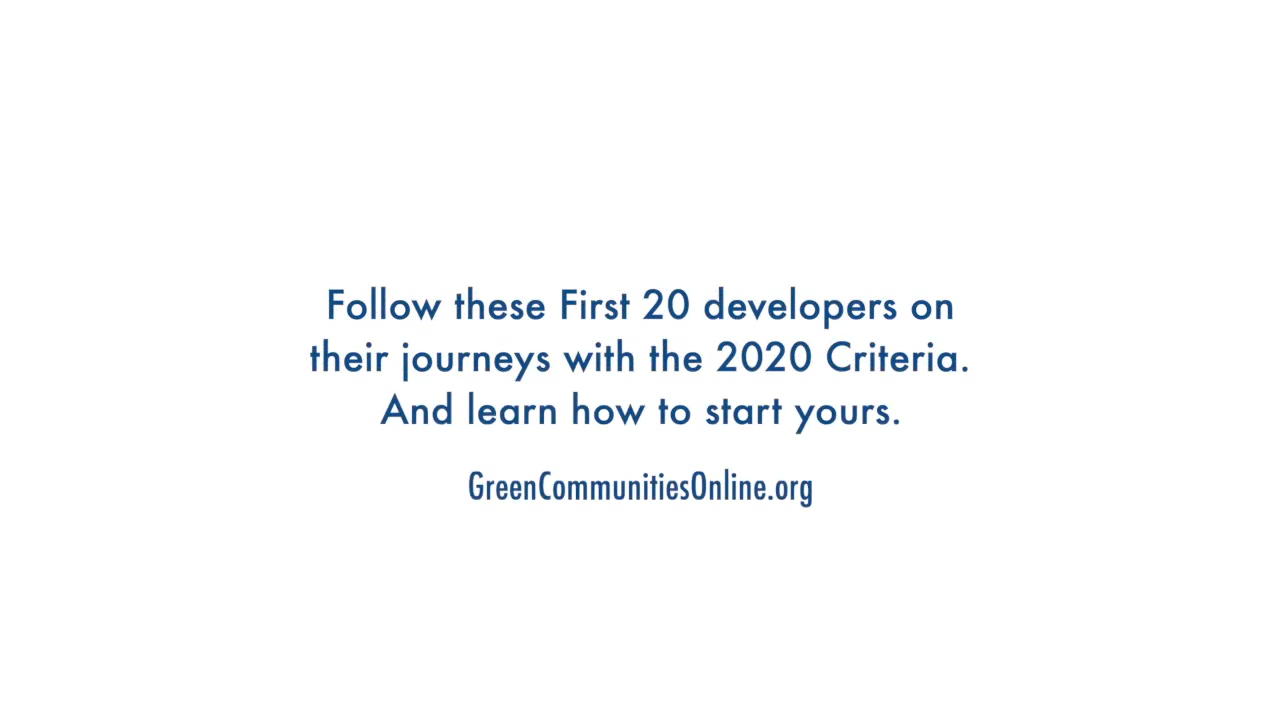 Follow these First 20 developers on
their journeys with the 2020 Criteria.
And learn how to start yours.
GreenCommunitiesOnline.org